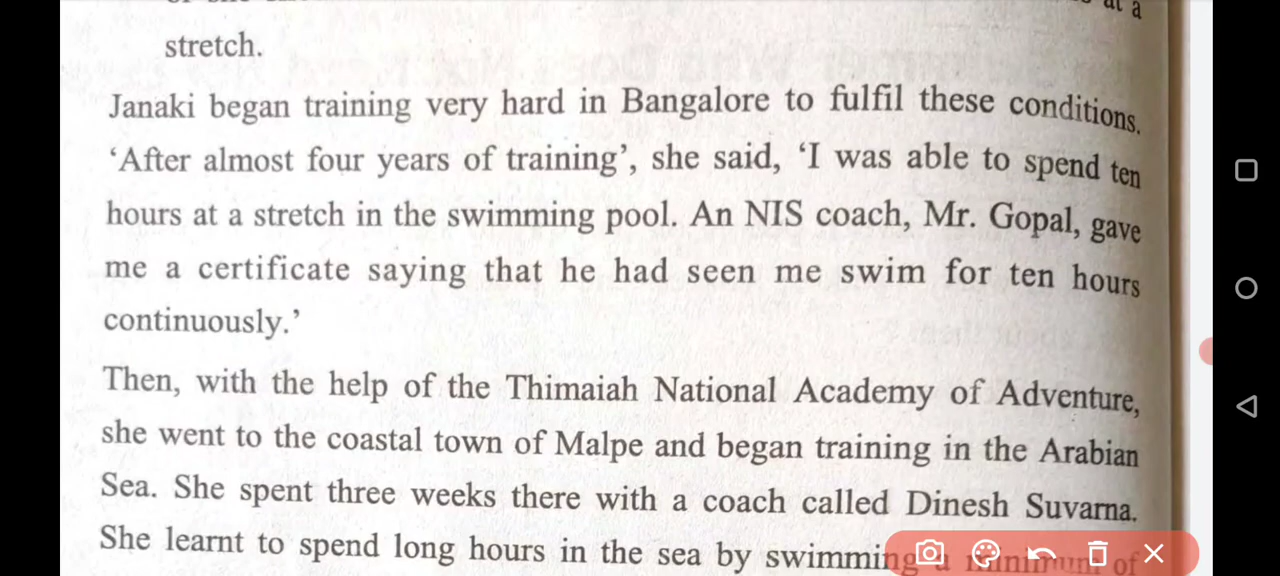 at a
stretch.
Janaki began training very hard in Bangalore to fulfil these conditions.
‘After almost four years of training’, she said, ‘I was able to spend ten
hours at a stretch in the swimming pool. An NIS coach, Mr. Gopal, gave
me a certificate saying that he had seen me swim for ten hours
continuously.’
Then, with the help of the Thimaiah National Academy of Adventure,
she went to the coastal town of Malpe and began training in the Arabian
Sea. She spent three weeks there with a coach called Dinesh Suvarna.
She learnt to spend long hours in the sea by swimming a minimum of